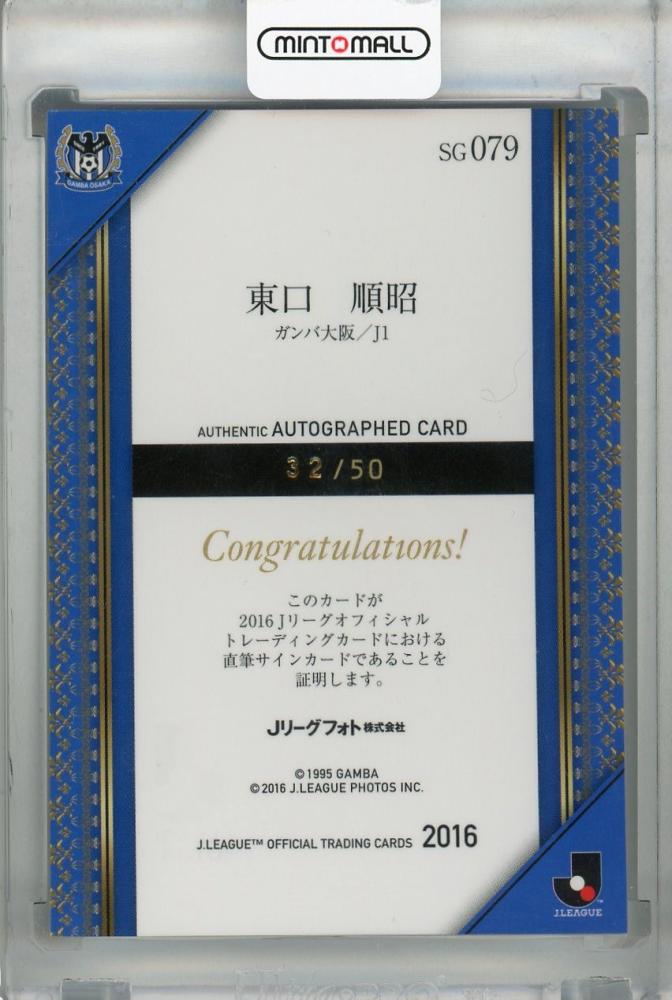 MINTOMALL
GAMBA OSAKA
SG079
東口 順昭
ガンバ大阪／J1
AUTHENTIC AUTOGRAPHED CARD
32/50
Congratulations!
このカードが
2016 Jリーグオフィシャル
トレーディングカードにおける
直筆サインカードであることを
証明します。
Jリーグフォト株式会社
©1995 GAMBA
©2016 J.LEAGUE PHOTOS INC.
J.LEAGUE™ OFFICIAL TRADING CARDS 2016
J.LEAGUE